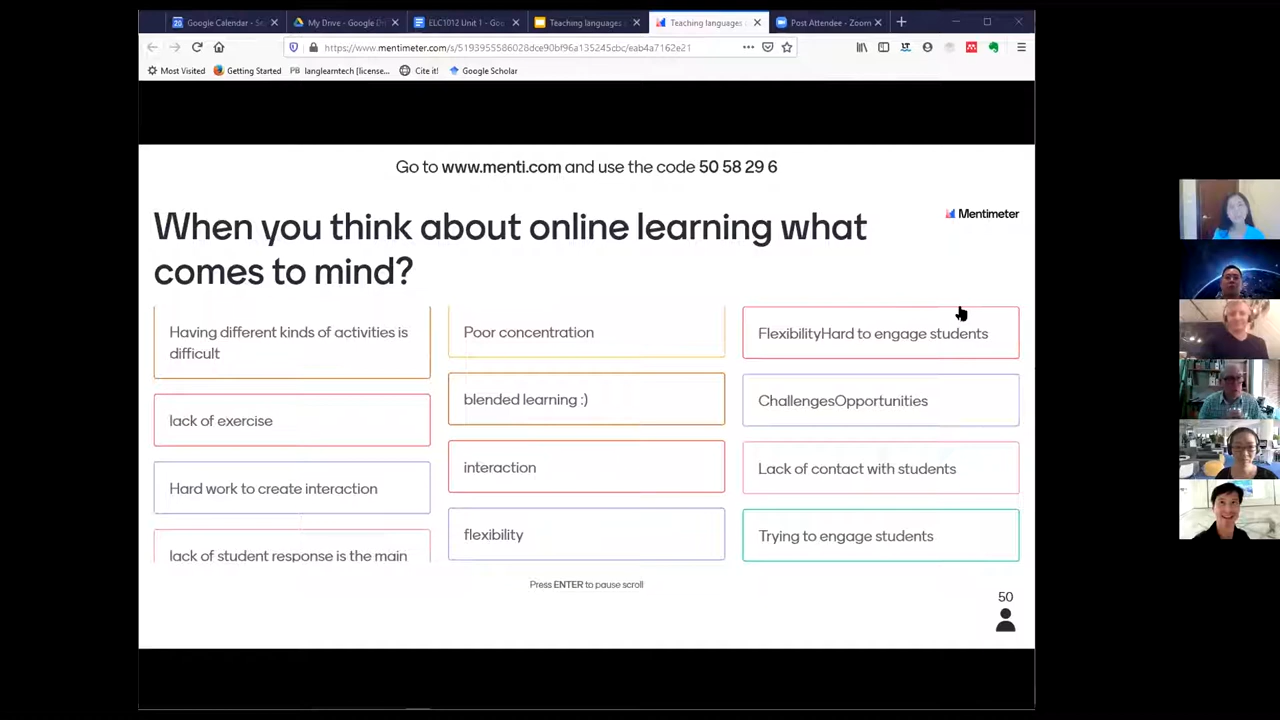 Google Calendar - Se
My Drive - Google Dr
ELC1012 Unit 1 - Goo
Teaching languages
Teaching languages
Post Attendee - Zoom
https://www.mentimeter.com/s/5193955586028dce90bf96a135245cbc/eab4a7162e21
Most Visited
Getting Started
PB langlearntech [license...
Cite it!
Google Scholar
Go to www.menti.com and use the code 50 58 29 6
When you think about online learning what
comes to mind?
Mentimeter
Having different kinds of activities is
difficult
lack of exercise
Hard work to create interaction
lack of student response is the main
Poor concentration
blended learning :)
interaction
flexibility
FlexibilityHard to engage students
ChallengesOpportunities
Lack of contact with students
Trying to engage students
Press ENTER to pause scroll
50